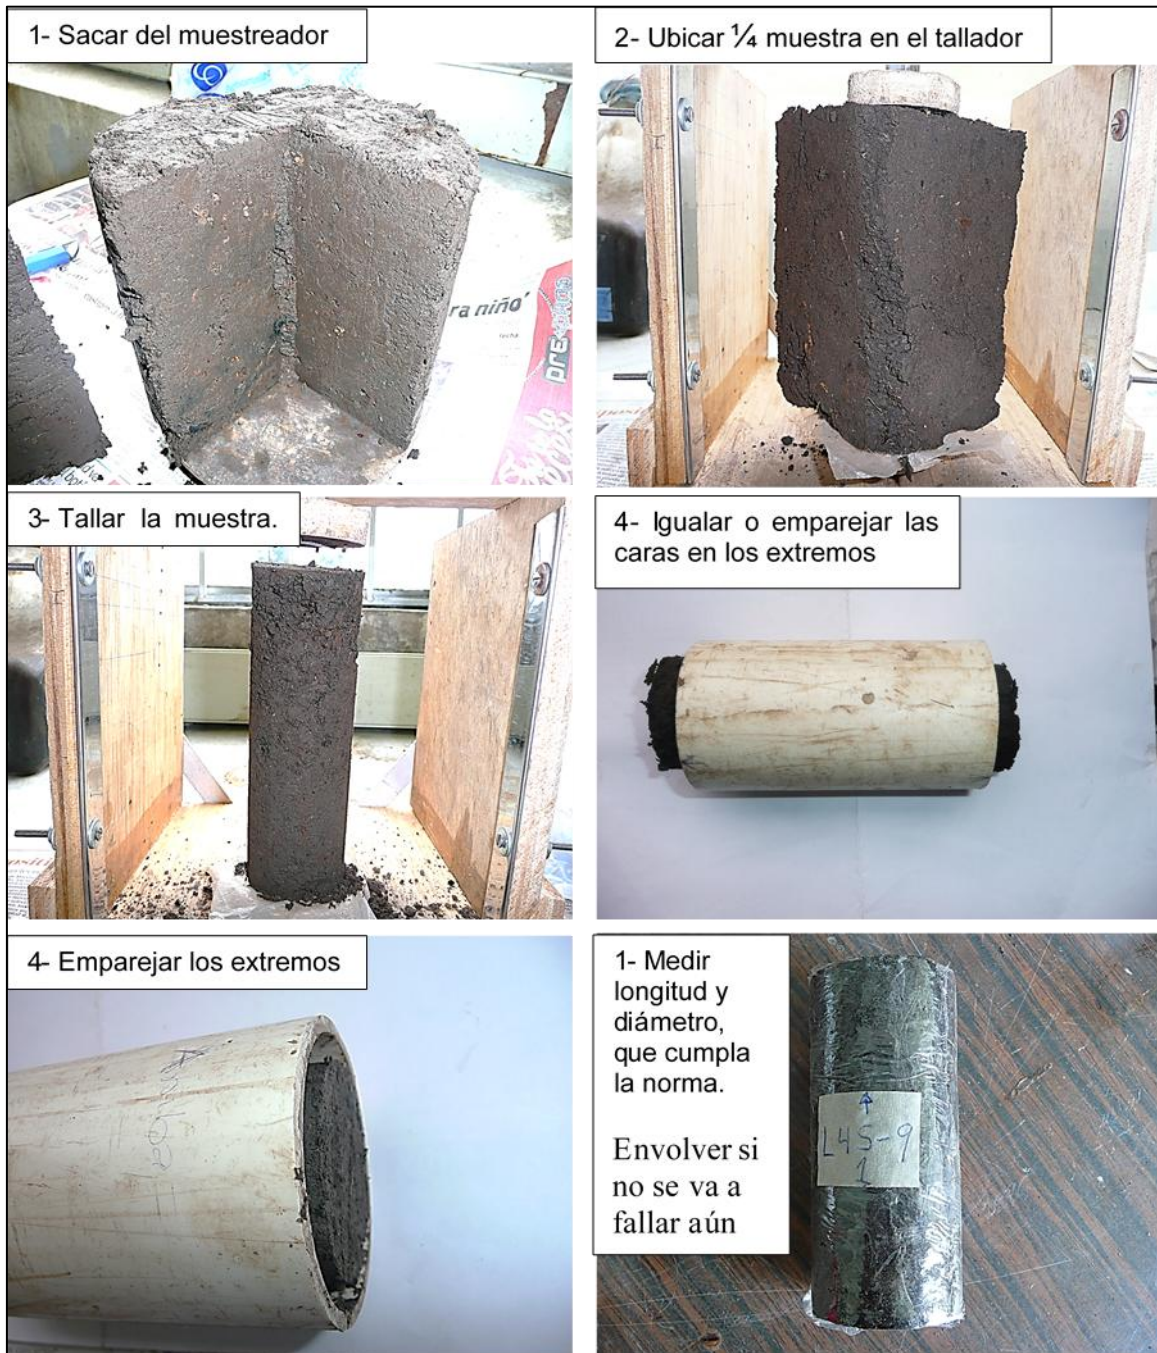 1- Sacar del muestreador
2- Ubicar ¼ muestra en el tallador
ra niño'
fecha
3- Tallar la muestra.
4- Igualar o emparejar las
caras en los extremos
4- Emparejar los extremos
1- Medir
longitud y
diámetro,
que cumpla
la norma.
Envolver si
no se va a
fallar aún
L4S-9
1